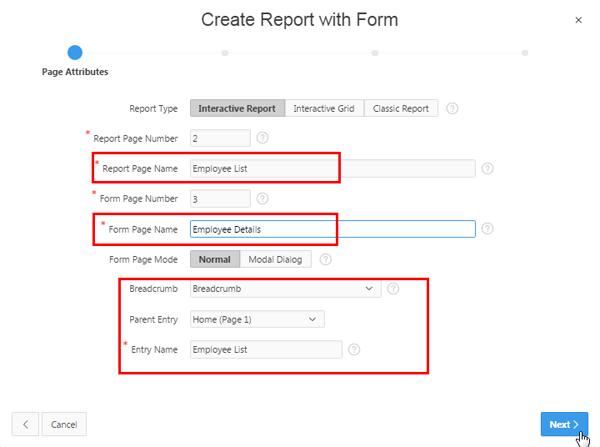 Create Report with Form
×
Page Attributes
Report Type Interactive Report Interactive Grid Classic Report ?
* Report Page Number 2 ?
* Report Page Name Employee List ?
* Form Page Number 3 ?
* Form Page Name Employee Details ?
Form Page Mode Normal Modal Dialog ?
Breadcrumb Breadcrumb ?
Parent Entry Home (Page 1)
* Entry Name Employee List ?
Cancel Next